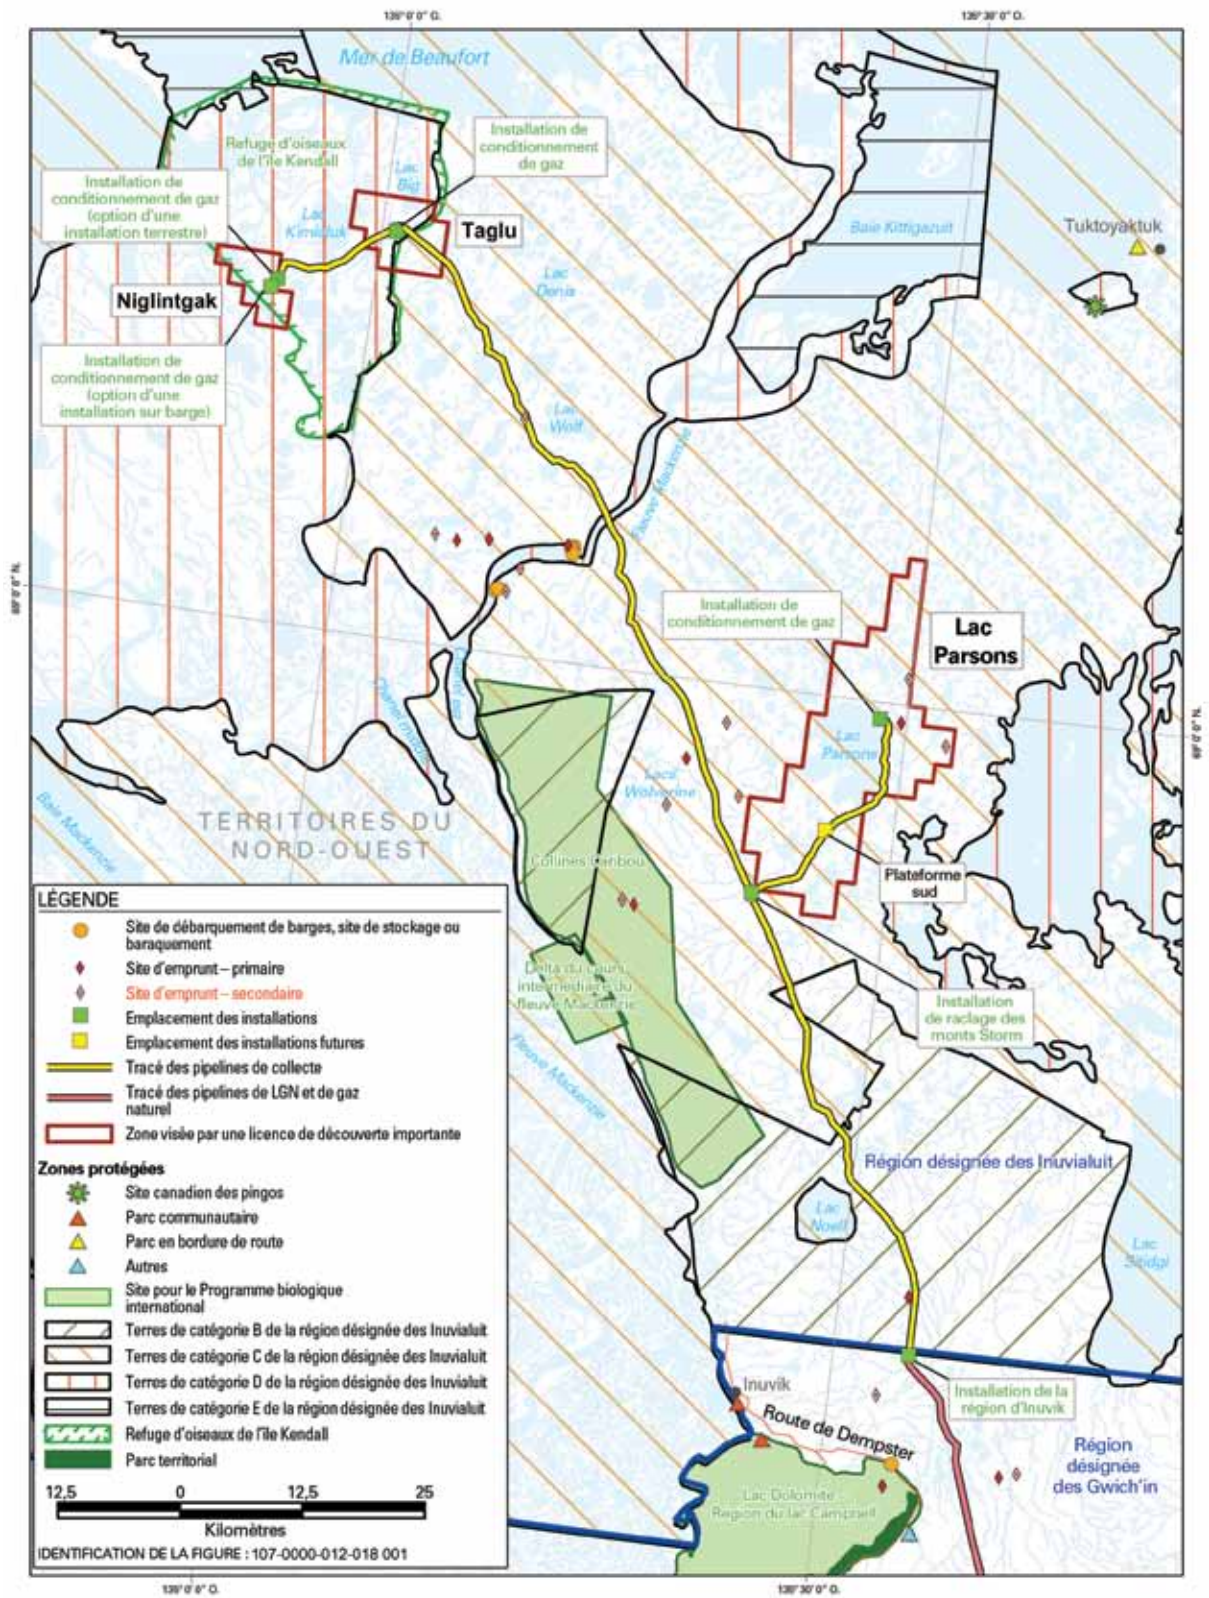 135° 0' 0" O.
Mer de Beaufort
Refuge d'oiseaux
de l'île Kendall
Installation de
conditionnement
de gaz
Lac
Big
Installation de
conditionnement de gaz
(option d'une
installation terrestre)
Lac
Taglu
Niglintgak
Lac
Denis
Baie Kittigazuit
Tuktoyaktuk
Installation de
conditionnement de gaz
(option d'une
installation sur barge)
Lac
Wolf
Fleuve Mackenzie
69° 0' 0" N.
Installation de
conditionnement de gaz
Lac
Parsons
Lac
Parsons
69° 0' 0" N.
Lacs
Wolverine
Baie Mackenzie
TERRITOIRES DU
NORD-OUEST
Collines Caribou
Plateforme
sud
Delta du cours
intermédiaire du
fleuve Mackenzie
Fleuve Mackenzie
Installation
de raclage des
monts Storm
Région désignée des Inuvialuit
Lac
Noell
Lac
Sitidgi
Inuvik
Route de Dempster
Installation de la
région d'Inuvik
Région
désignée
des Gwich'in
Lac Dolomite
Région du lac Campbell
LÉGENDE
Site de débarquement de barges, site de stockage ou
baraquement
Site d'emprunt – primaire
Site d'emprunt – secondaire
Emplacement des installations
Emplacement des installations futures
Tracé des pipelines de collecte
Tracé des pipelines de LGN et de gaz
naturel
Zone visée par une licence de découverte importante
Zones protégées
Site canadien des pingos
Parc communautaire
Parc en bordure de route
Autres
Site pour le Programme biologique
international
Terres de catégorie B de la région désignée des Inuvialuit
Terres de catégorie C de la région désignée des Inuvialuit
Terres de catégorie D de la région désignée des Inuvialuit
Terres de catégorie E de la région désignée des Inuvialuit
Refuge d'oiseaux de l'île Kendall
Parc territorial
12,5 0 12,5 25
Kilomètres
IDENTIFICATION DE LA FIGURE : 107-0000-012-018 001